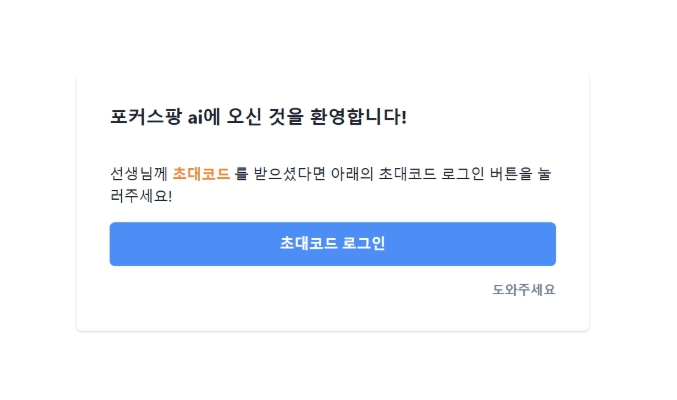 포커스팡 ai에 오신 것을 환영합니다!
선생님께 초대코드 를 받으셨다면 아래의 초대코드 로그인 버튼을 눌
러주세요!
초대코드 로그인
도와주세요